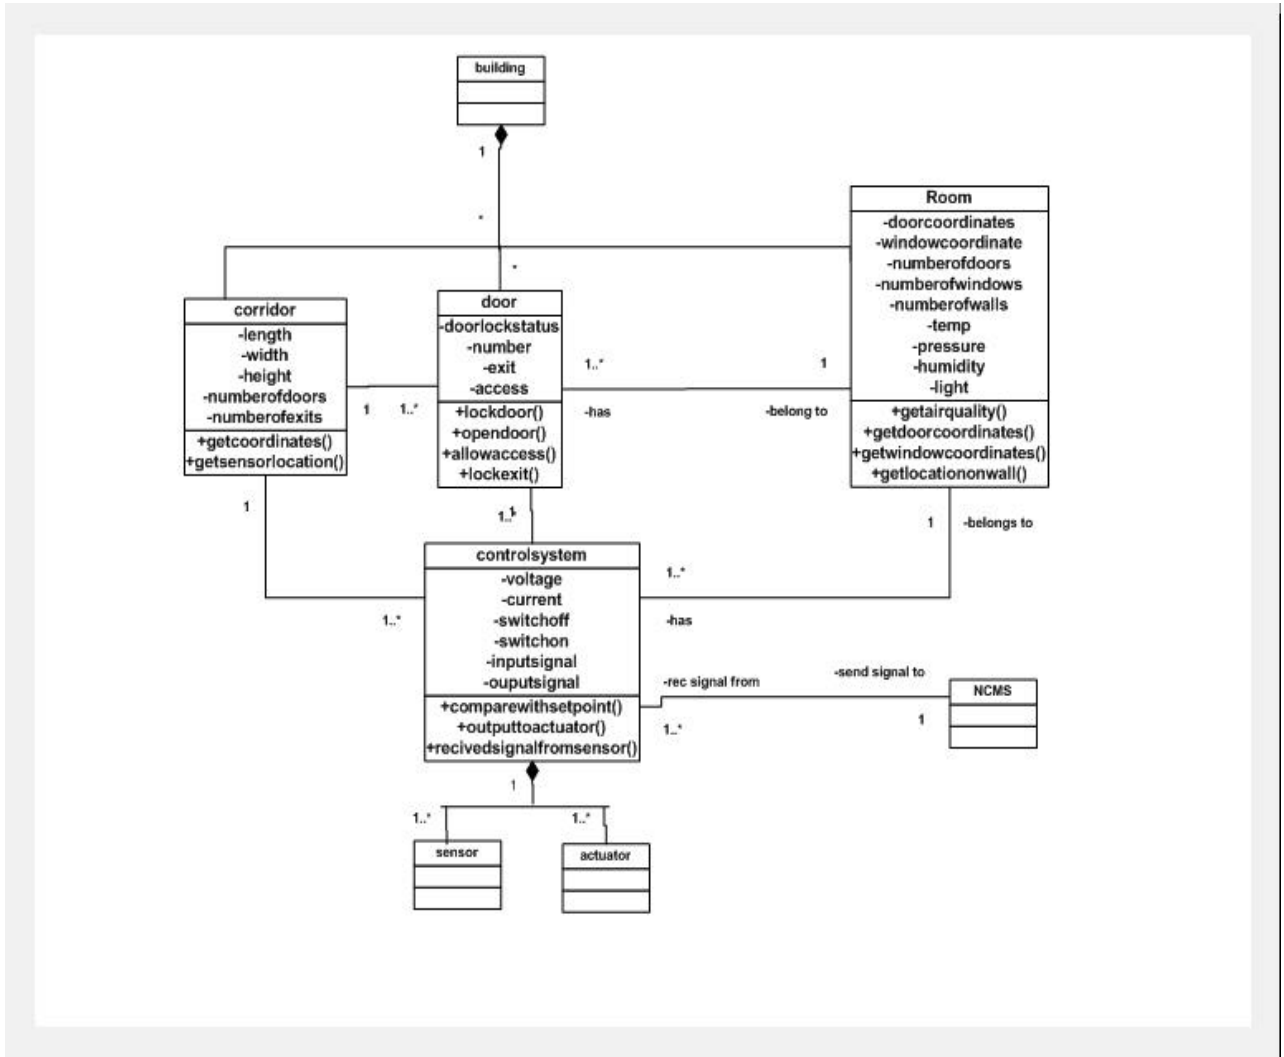 building
1
*
*
Room
-doorcoordinates
-windowcoordinate
-numberofdoors
-numberofwindows
-numberofwalls
-temp
-pressure
-humidity
-light
+getairquality()
+getdoorcoordinates()
+getwindowcoordinates()
+getlocationonwall()
corridor
-length
-width
-height
-numberofdoors
-numberofexits
+getcoordinates()
+getsensorlocation()
door
-doorlockstatus
-number
-exit
-access
+lockdoor()
+opendoor()
+allowaccess()
+lockexit()
1..*
1
1
1..*
-has
-belong to
1
1..*
1
1
-belongs to
controlsystem
-voltage
-current
-switchoff
-switchon
-inputsignal
-ouputsignal
+comparewithsetpoint()
+outputtoactuator()
+recivedsignalfromsensor()
1..*
1..*
-has
-send signal to
-rec signal from
1..*
1
NCMS
1
1..*
1..*
sensor
actuator